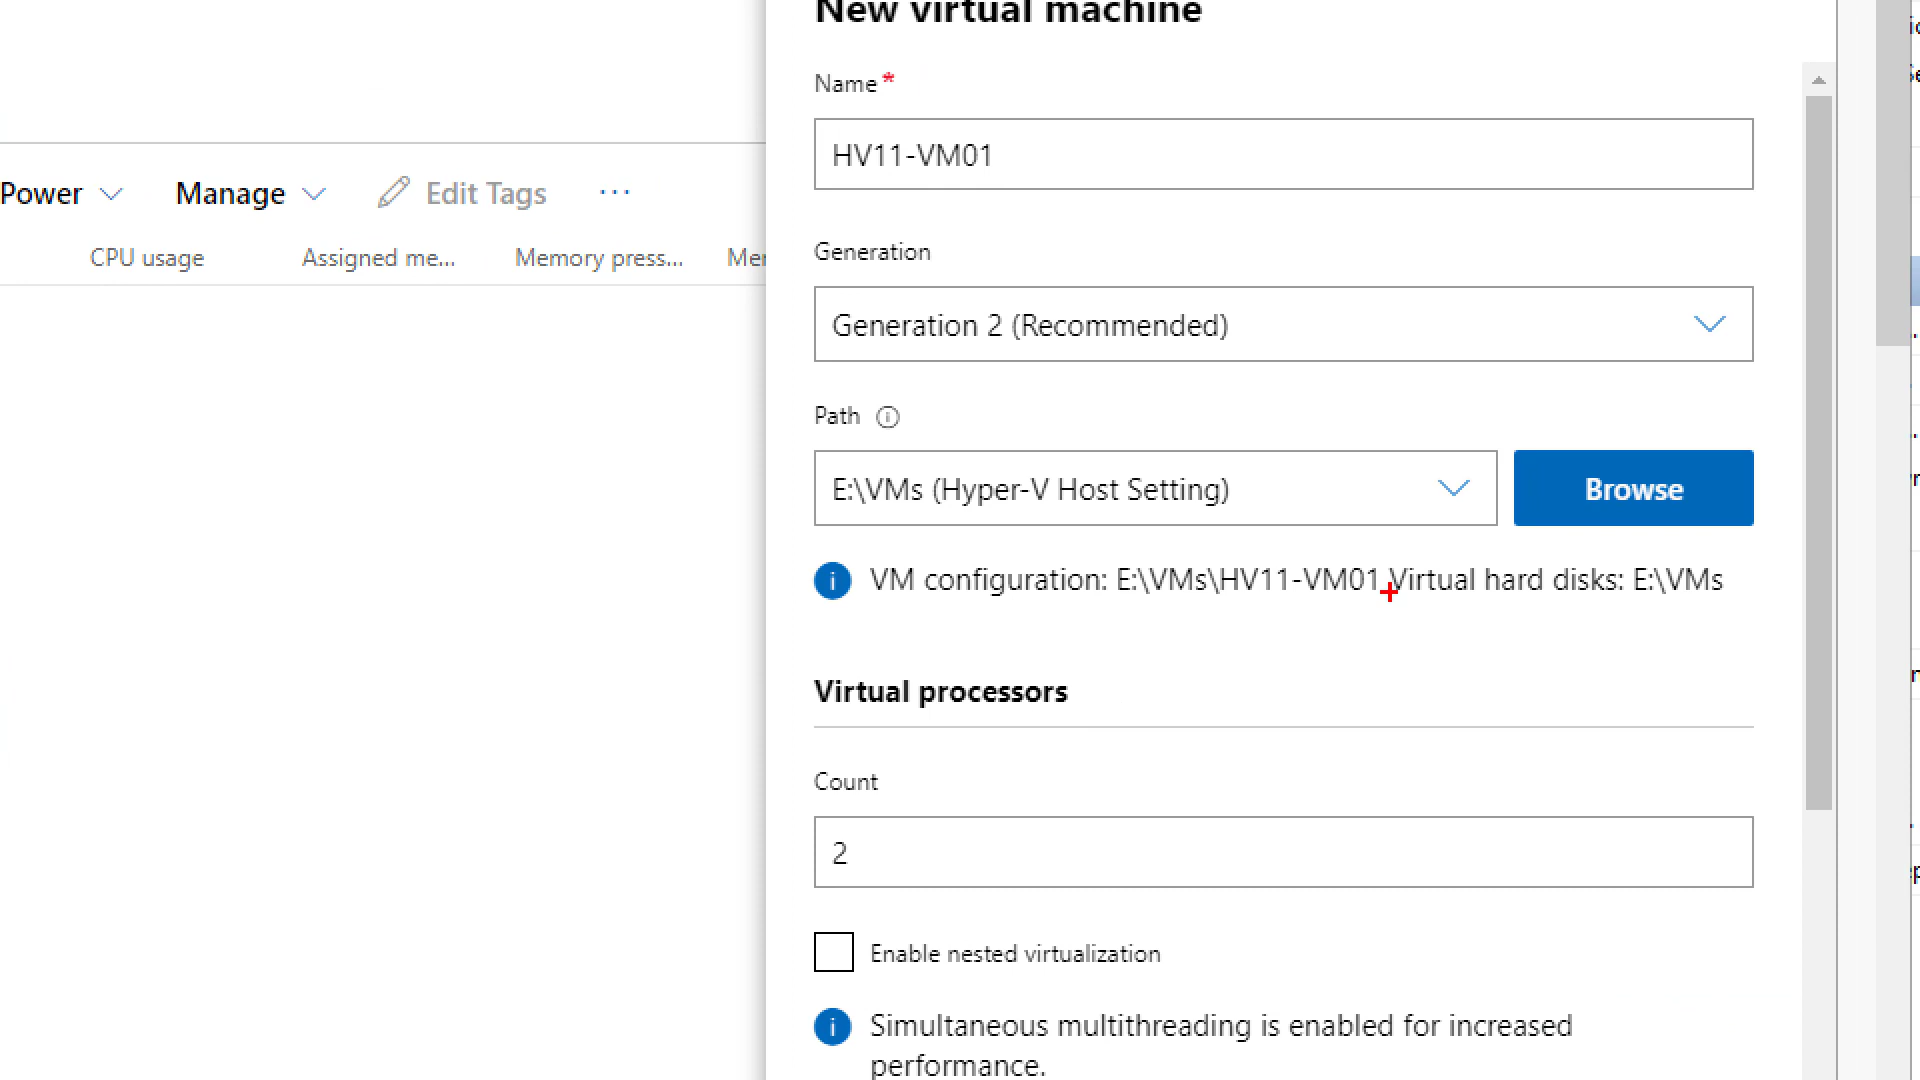 New virtual machine
Name*
HV11-VM01
Power Manage Edit Tags ...
Generation
CPU usage Assigned me... Memory press... Mer
Generation 2 (Recommended)
Path
E:\VMs (Hyper-V Host Setting)
Browse
VM configuration: E:\VMs\HV11-VM01 Virtual hard disks: E:\VMs
Virtual processors
Count
2
Enable nested virtualization
Simultaneous multithreading is enabled for increased
performance.